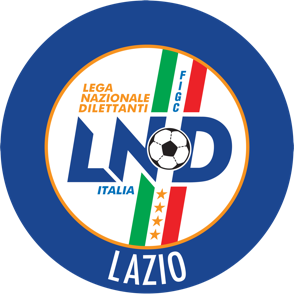 LEGA
NAZIONALE
DILETTANTI
FIGC
LND
ITALIA
LAZIO